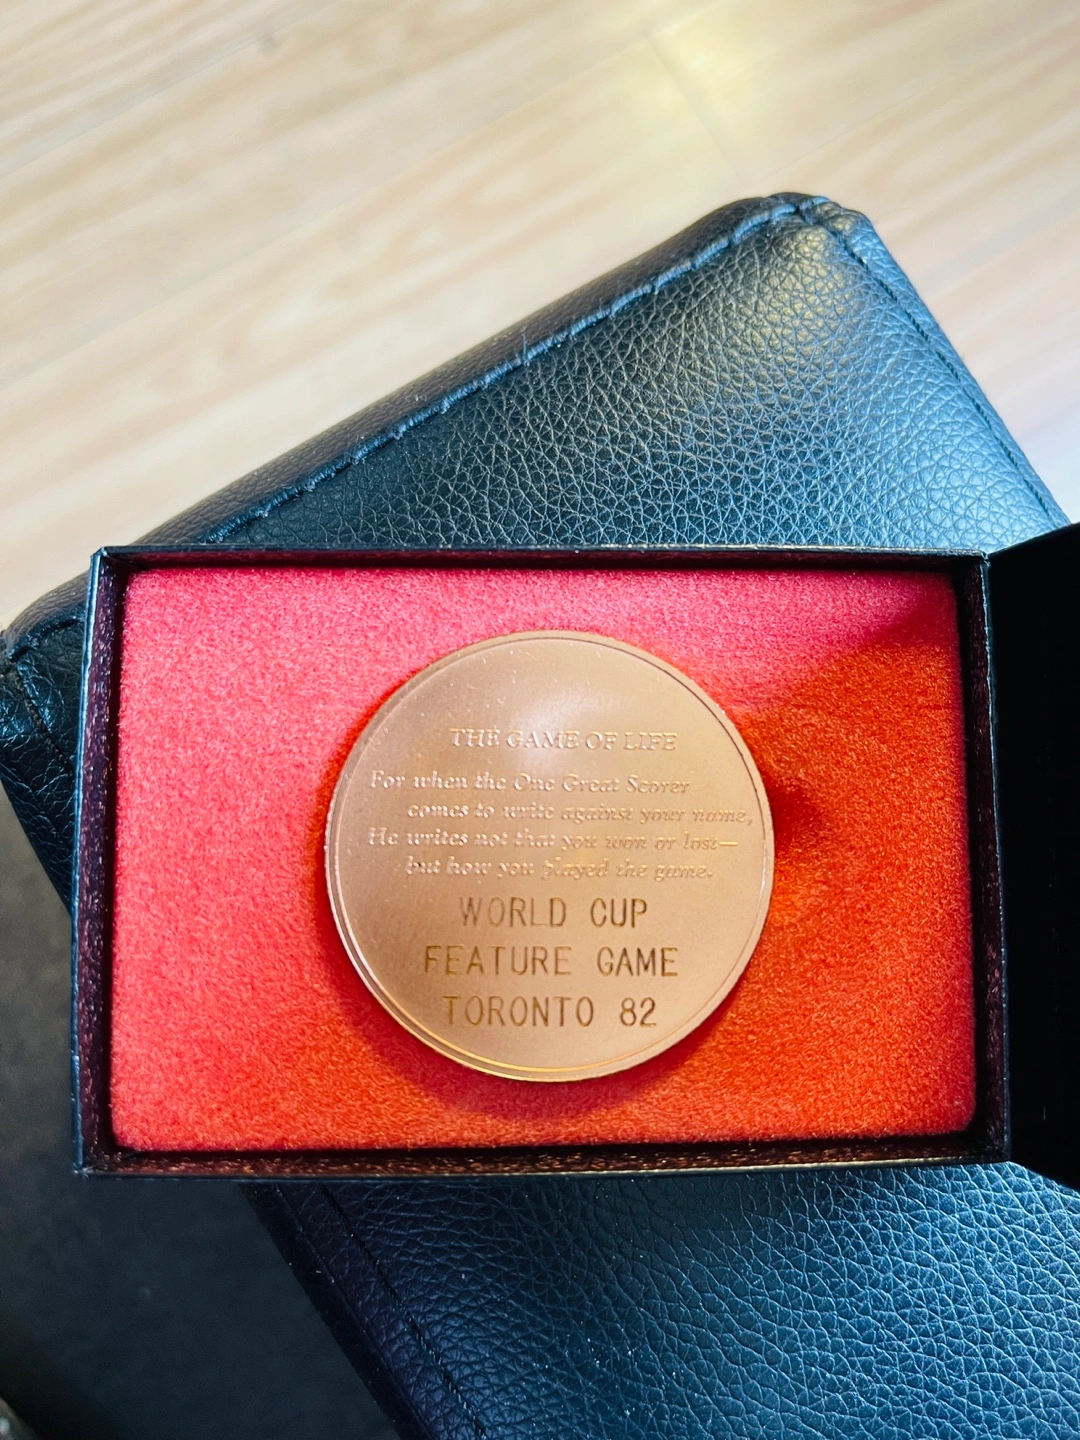 THE GAME OF LIFE
For when the One Great Scorer
comes to write against your name,
He writes not that you won or lost—
but how you played the game.
WORLD CUP
FEATURE GAME
TORONTO 82